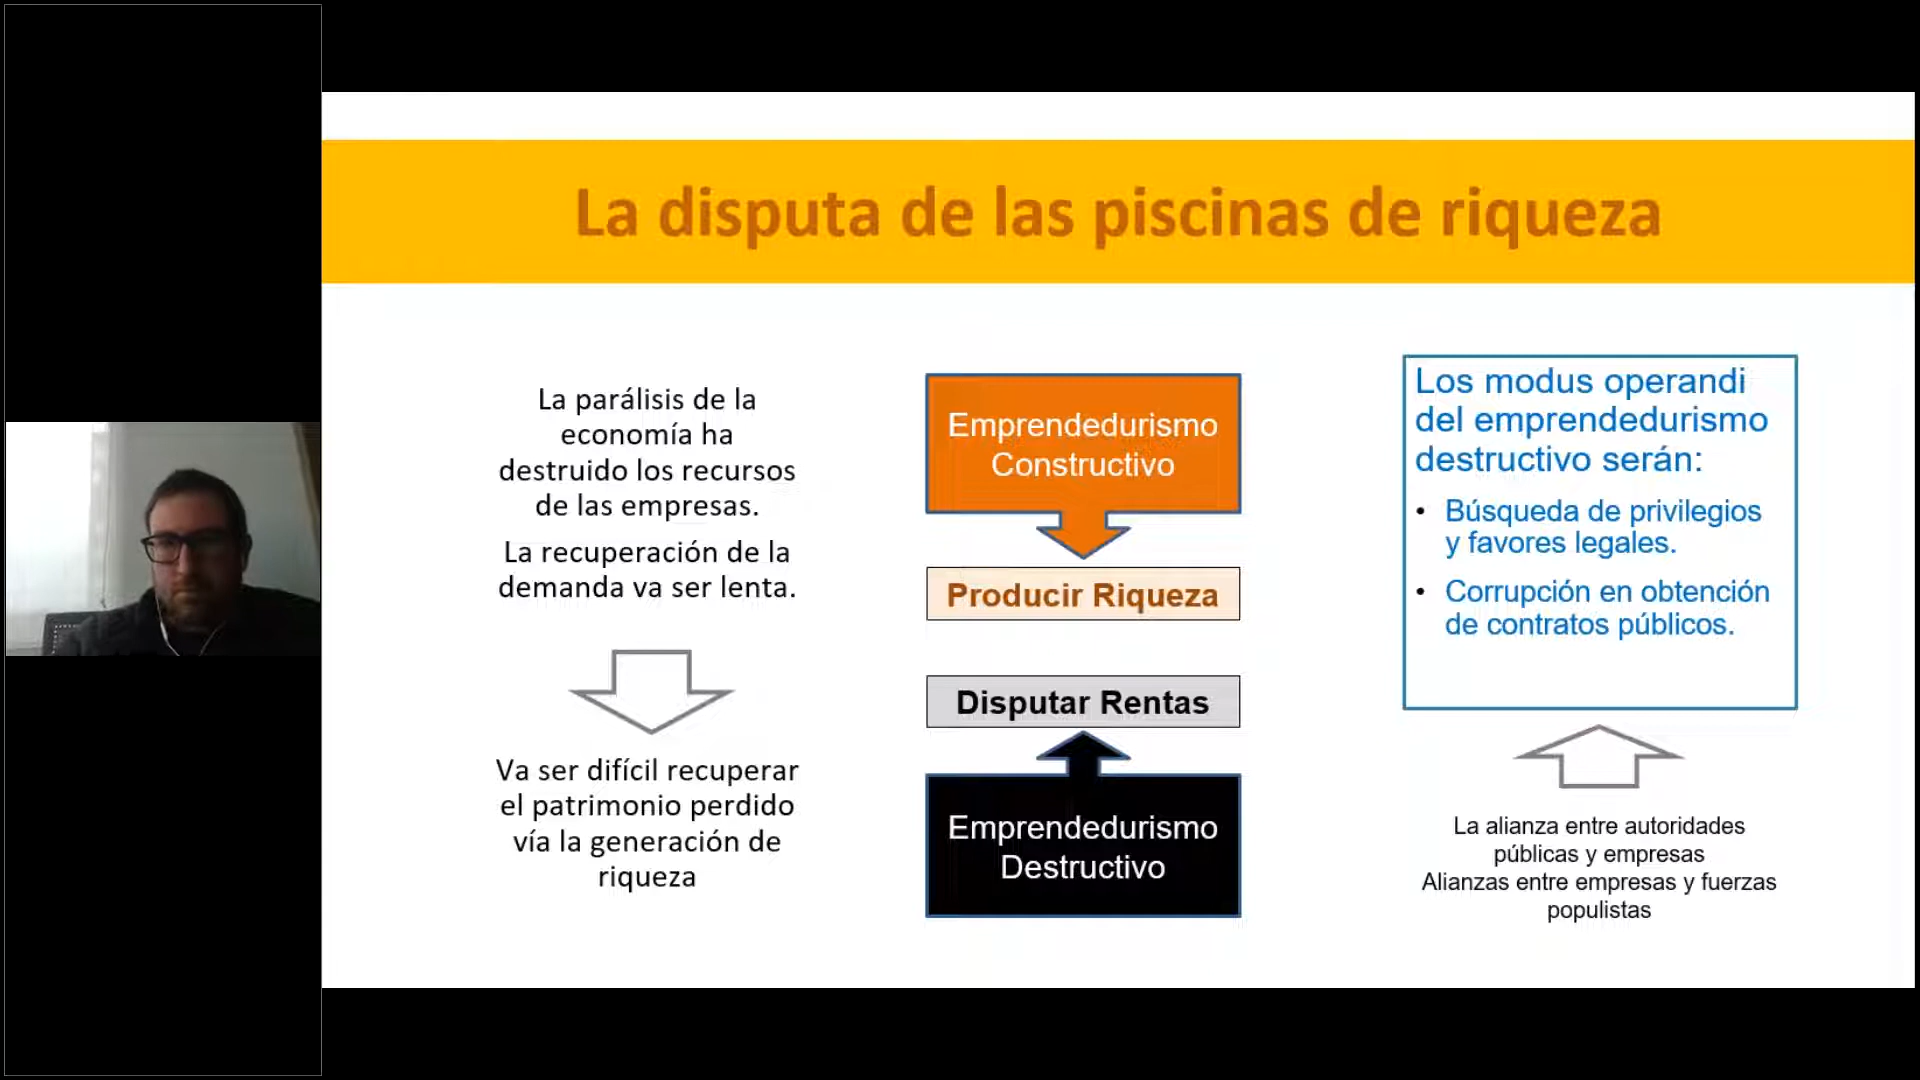 La disputa de las piscinas de riqueza
La parálisis de la
economía ha
destruido los recursos
de las empresas.
La recuperación de la
demanda va ser lenta.
Va ser difícil recuperar
el patrimonio perdido
vía la generación de
riqueza
Emprendedurismo
Constructivo
Producir Riqueza
Disputar Rentas
Emprendedurismo
Destructivo
Los modus operandi
del emprendedurismo
destructivo serán:
• Búsqueda de privilegios
y favores legales.
• Corrupción en obtención
de contratos públicos.
La alianza entre autoridades
públicas y empresas
Alianzas entre empresas y fuerzas
populistas